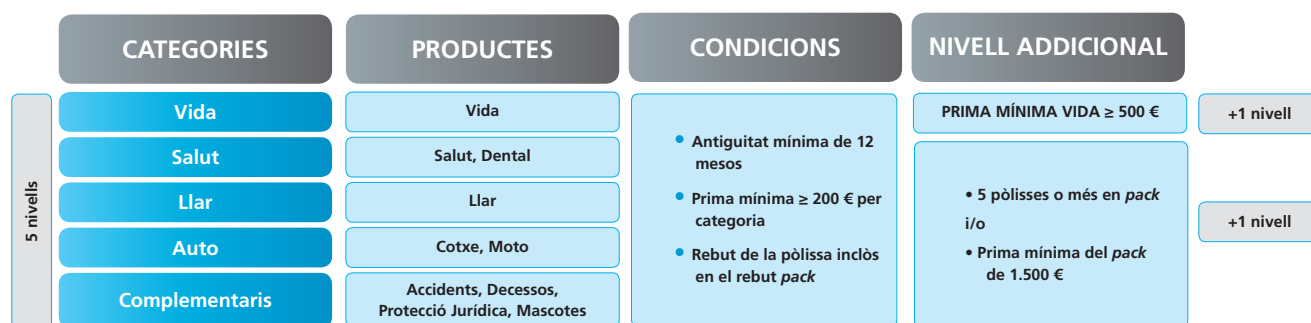 CATEGORIES
PRODUCTES
CONDICIONS
NIVELL ADDICIONAL
5 nivells
Vida
Salut
Llar
Auto
Complementaris
Vida
Salut, Dental
Llar
Cotxe, Moto
Accidents, Decessos,
Protecció Jurídica, Mascotes
• Antiguitat mínima de 12
mesos
• Prima mínima ≥ 200 € per
categoria
• Rebut de la pòlissa inclòs
en el rebut pack
PRIMA MÍNIMA VIDA ≥ 500 €
+1 nivell
• 5 pòlisses o més en pack
i/o
• Prima mínima del pack
de 1.500 €
+1 nivell